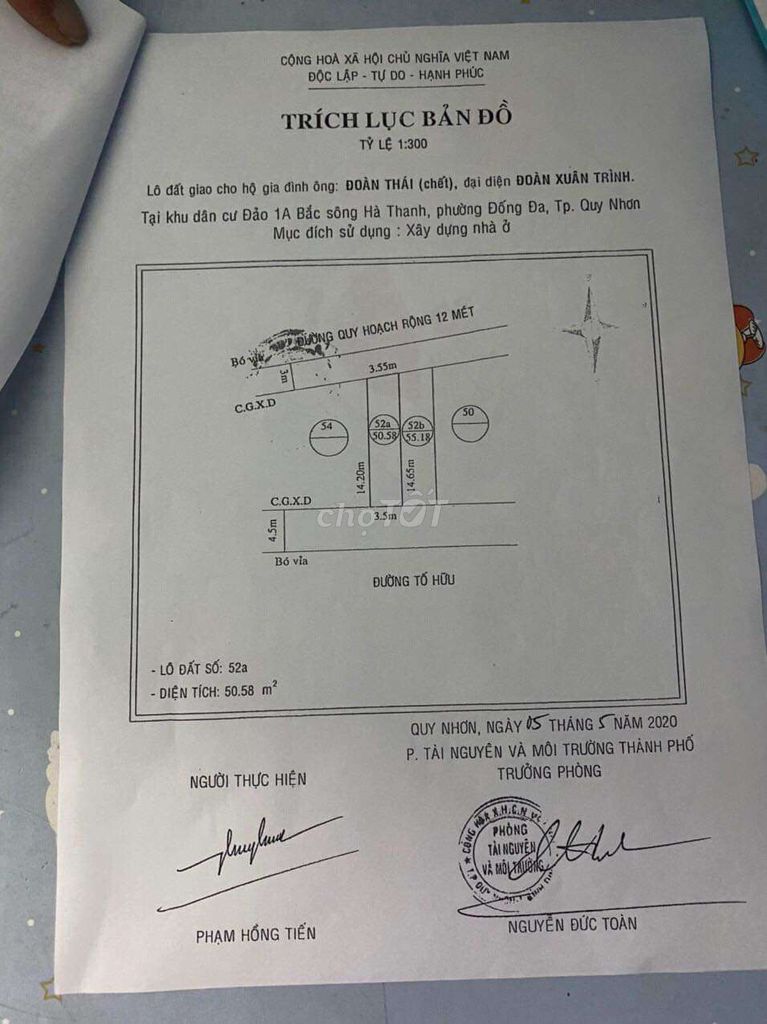 CỘNG HOÀ XÃ HỘI CHỦ NGHĨA VIỆT NAM
ĐỘC LẬP - TỰ DO - HẠNH PHÚC
TRÍCH LỤC BẢN ĐỒ
TỶ LỆ 1:300
Lô đất giao cho hộ gia đình ông: ĐOÀN THÁI (chết), đại diện ĐOÀN XUÂN TRÌNH.
Tại khu dân cư Đảo 1A Bắc sông Hà Thanh, phường Đống Đa, Tp. Quy Nhơn
Mục đích sử dụng : Xây dựng nhà ở
ĐƯỜNG QUY HOẠCH RỘNG 12 MÉT
Bó vỉa
3m
3.55m
C.G.X.D
54
52a
50.58
52b
55.18
50
14.20m
14.65m
C.G.X.D
3.5m
chợTỐT
4.5m
Bó vỉa
ĐƯỜNG TỐ HỮU
- LÔ ĐẤT SỐ: 52a
- DIỆN TÍCH: 50.58 m²
QUY NHƠN, NGÀY 05 THÁNG 5 NĂM 2020
P. TÀI NGUYÊN VÀ MÔI TRƯỜNG THÀNH PHỐ
TRƯỞNG PHÒNG
NGƯỜI THỰC HIỆN
PHÒNG
TÀI NGUYÊN
VÀ MÔI TRƯỜNG
PHẠM HỒNG TIẾN
NGUYỄN ĐỨC TOÀN